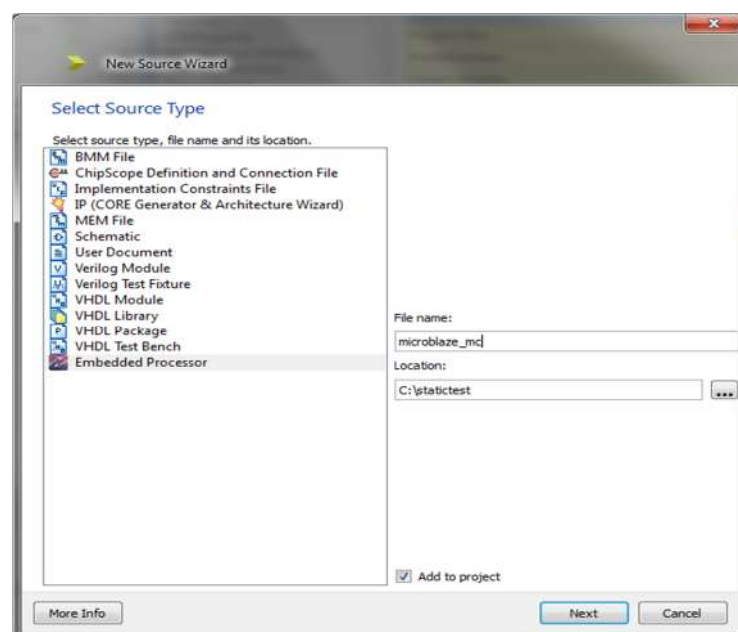 New Source Wizard
Select Source Type
Select source type, file name and its location.
BMM File
ChipScope Definition and Connection File
Implementation Constraints File
IP (CORE Generator & Architecture Wizard)
MEM File
Schematic
User Document
Verilog Module
Verilog Test Fixture
VHDL Module
VHDL Library
VHDL Package
VHDL Test Bench
Embedded Processor
File name:
microblaze_mc
Location:
C:\statictest
...
Add to project
More Info
Next
Cancel